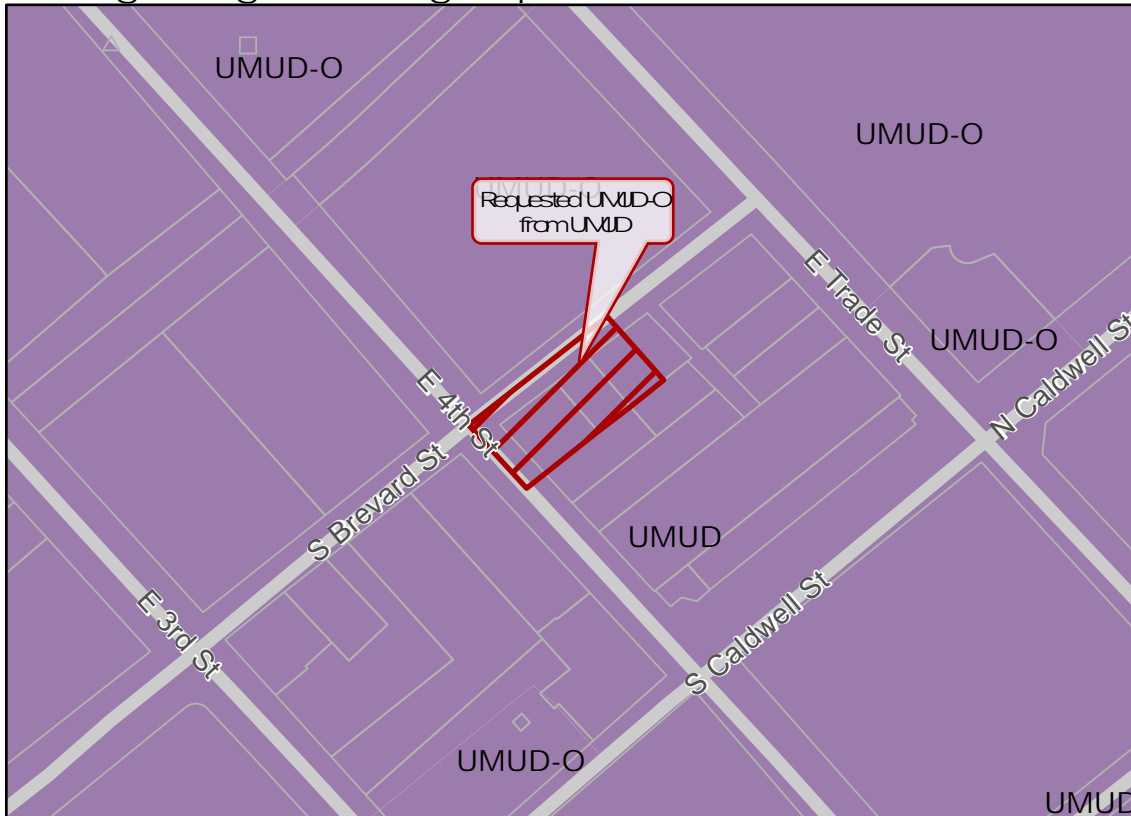 UMUD-O
UMUD-O
UMUD-O
Requested UMUD-O
from UMUD
E Trade St
UMUD-O
N Caldwell St
E 4th St
S Brevard St
UMUD
S Caldwell St
E 3rd St
UMUD-O
UMUD